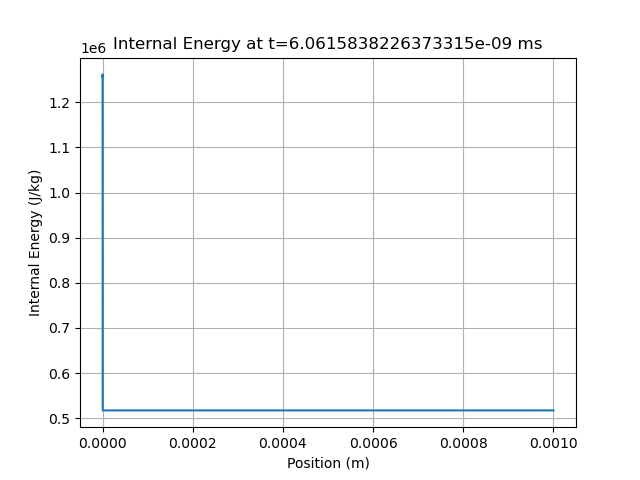 Internal Energy at t=6.0615838226373315e-09 ms
1e6
1.2
1.1
1.0
0.9
0.8
0.7
0.6
0.5
Internal Energy (J/kg)
0.0000 0.0002 0.0004 0.0006 0.0008 0.0010
Position (m)